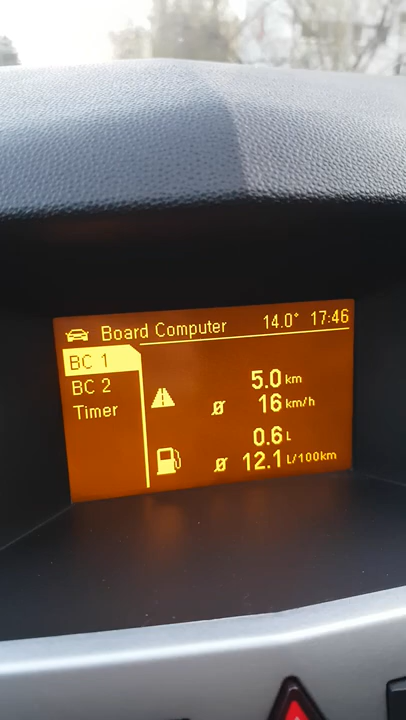 Board Computer 14.0° 17:46
BC 1
BC 2
Timer
5.0 km
Ø 16 km/h
0.6 L
Ø 12.1 L/100km